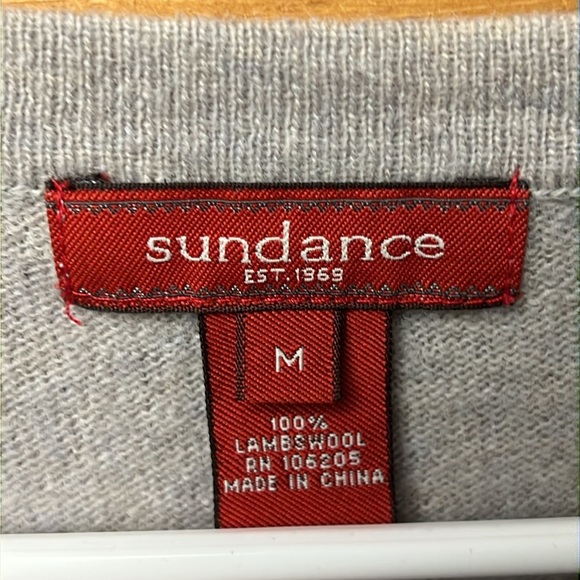 sundance
EST.1969
M
100%
LAMBSWOOL
RN 106205
MADE IN CHINA